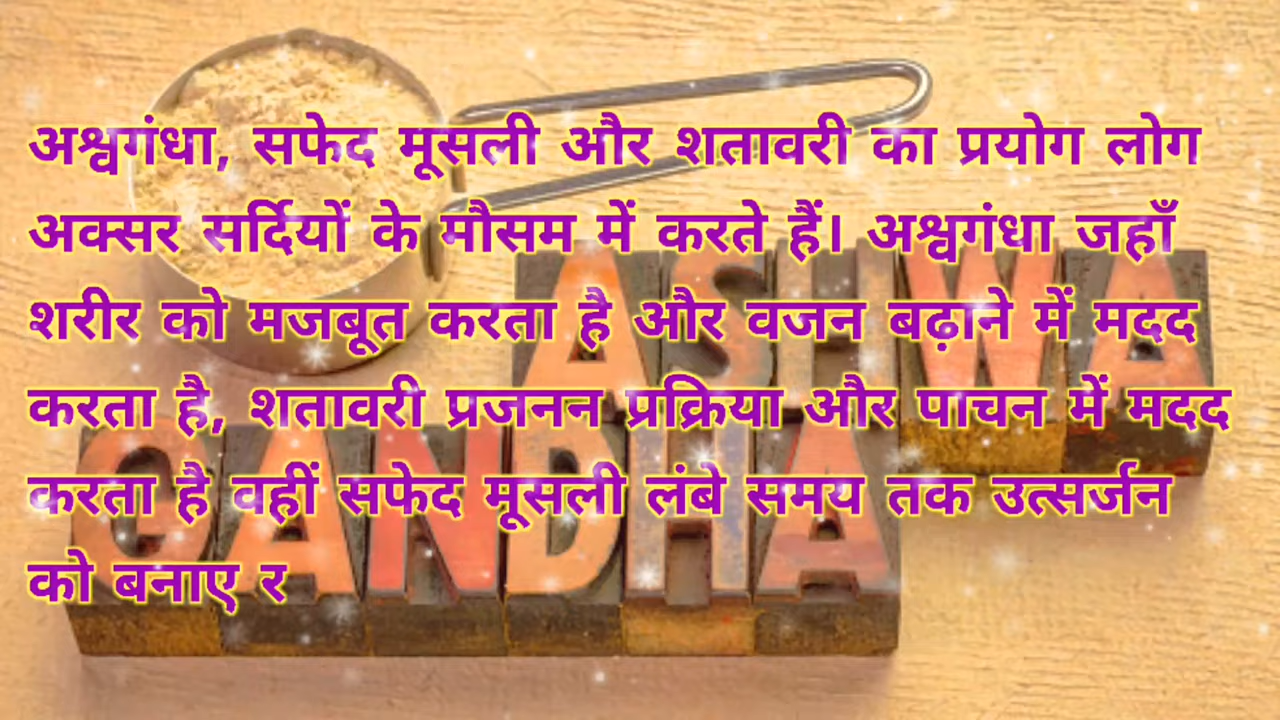 अश्वगंधा, सफेद मूसली और शतावरी का प्रयोग लोग
अक्सर सर्दियों के मौसम में करते हैं। अश्वगंधा जहाँ
शरीर को मजबूत करता है और वजन बढ़ाने में मदद
करता है, शतावरी प्रजनन प्रक्रिया और पाचन में मदद
करता है वहीं सफेद मूसली लंबे समय तक उत्सर्जन
को बनाए र
ASHWA
GANDHA